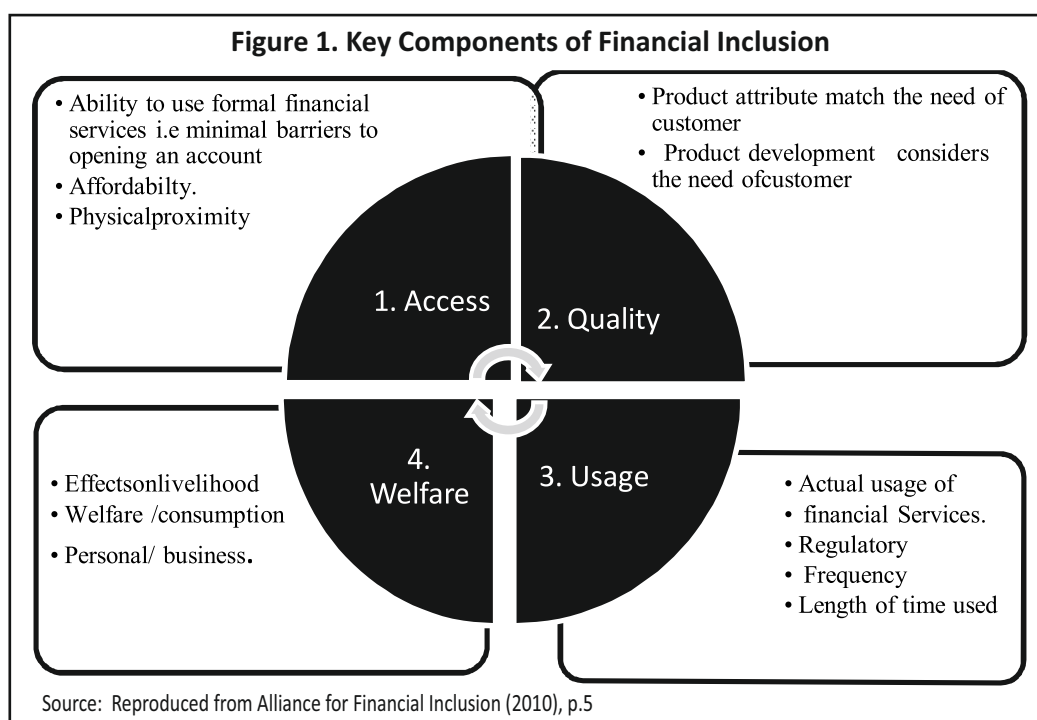 Figure 1. Key Components of Financial Inclusion
• Ability to use formal financial
services i.e minimal barriers to
opening an account
• Affordabilty.
• Physicalproximity
• Product attribute match the need of
customer
• Product development considers
the need ofcustomer
1. Access
2. Quality
4.
Welfare
3. Usage
• Effectsonlivelihood
• Welfare /consumption
• Personal/ business.
• Actual usage of
• financial Services.
• Regulatory
• Frequency
• Length of time used
Source: Reproduced from Alliance for Financial Inclusion (2010), p.5